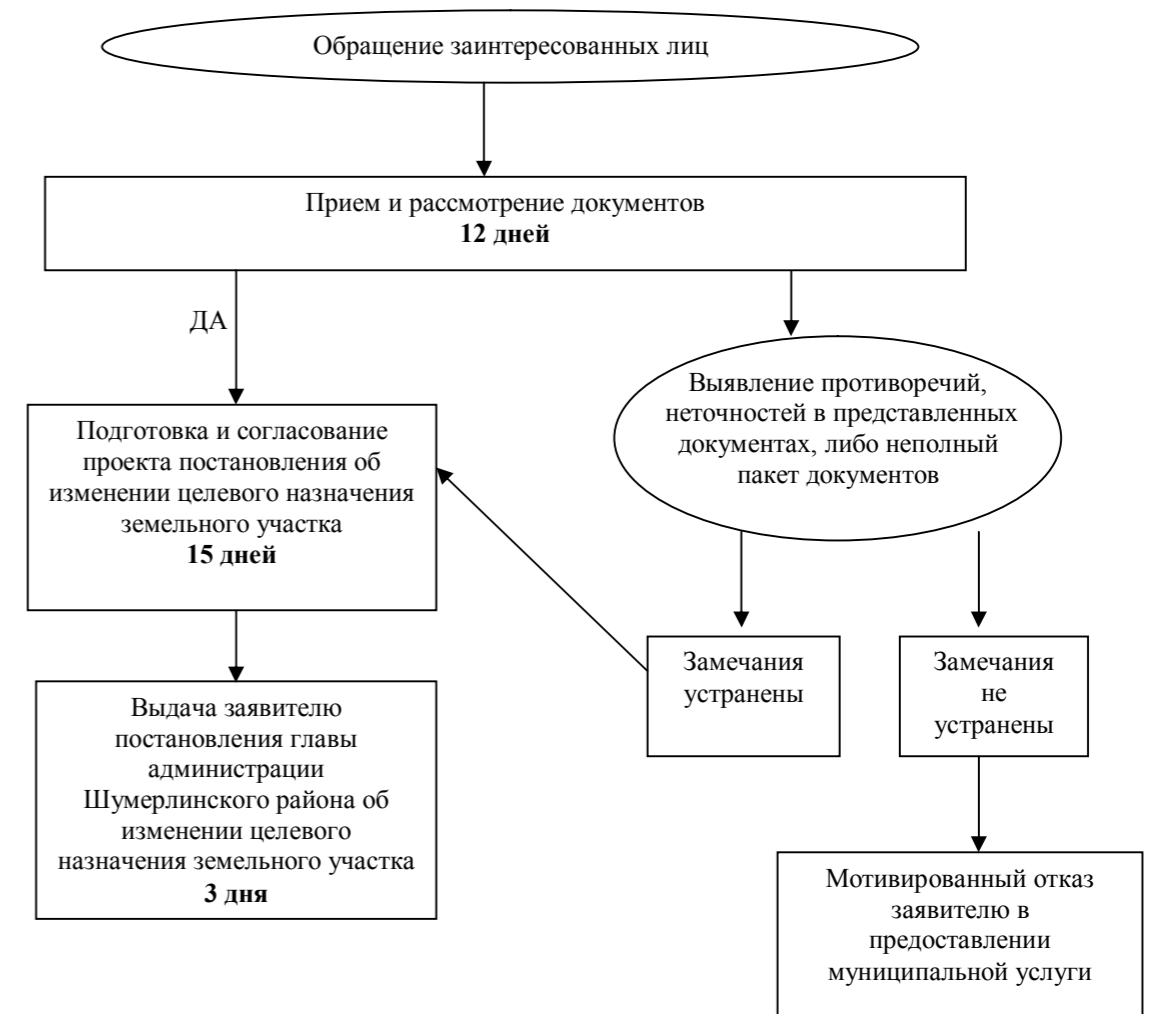 Обращение заинтересованных лиц
Прием и рассмотрение документов
12 дней
ДА
Выявление противоречий,
неточностей в представленных
документах, либо неполный
пакет документов
Подготовка и согласование
проекта постановления об
изменении целевого назначения
земельного участка
15 дней
Замечания
устранены
Замечания
не
устранены
Выдача заявителю
постановления главы
администрации
Шумерлинского района об
изменении целевого
назначения земельного участка
3 дня
Мотивированный отказ
заявителю в
предоставлении
муниципальной услуги